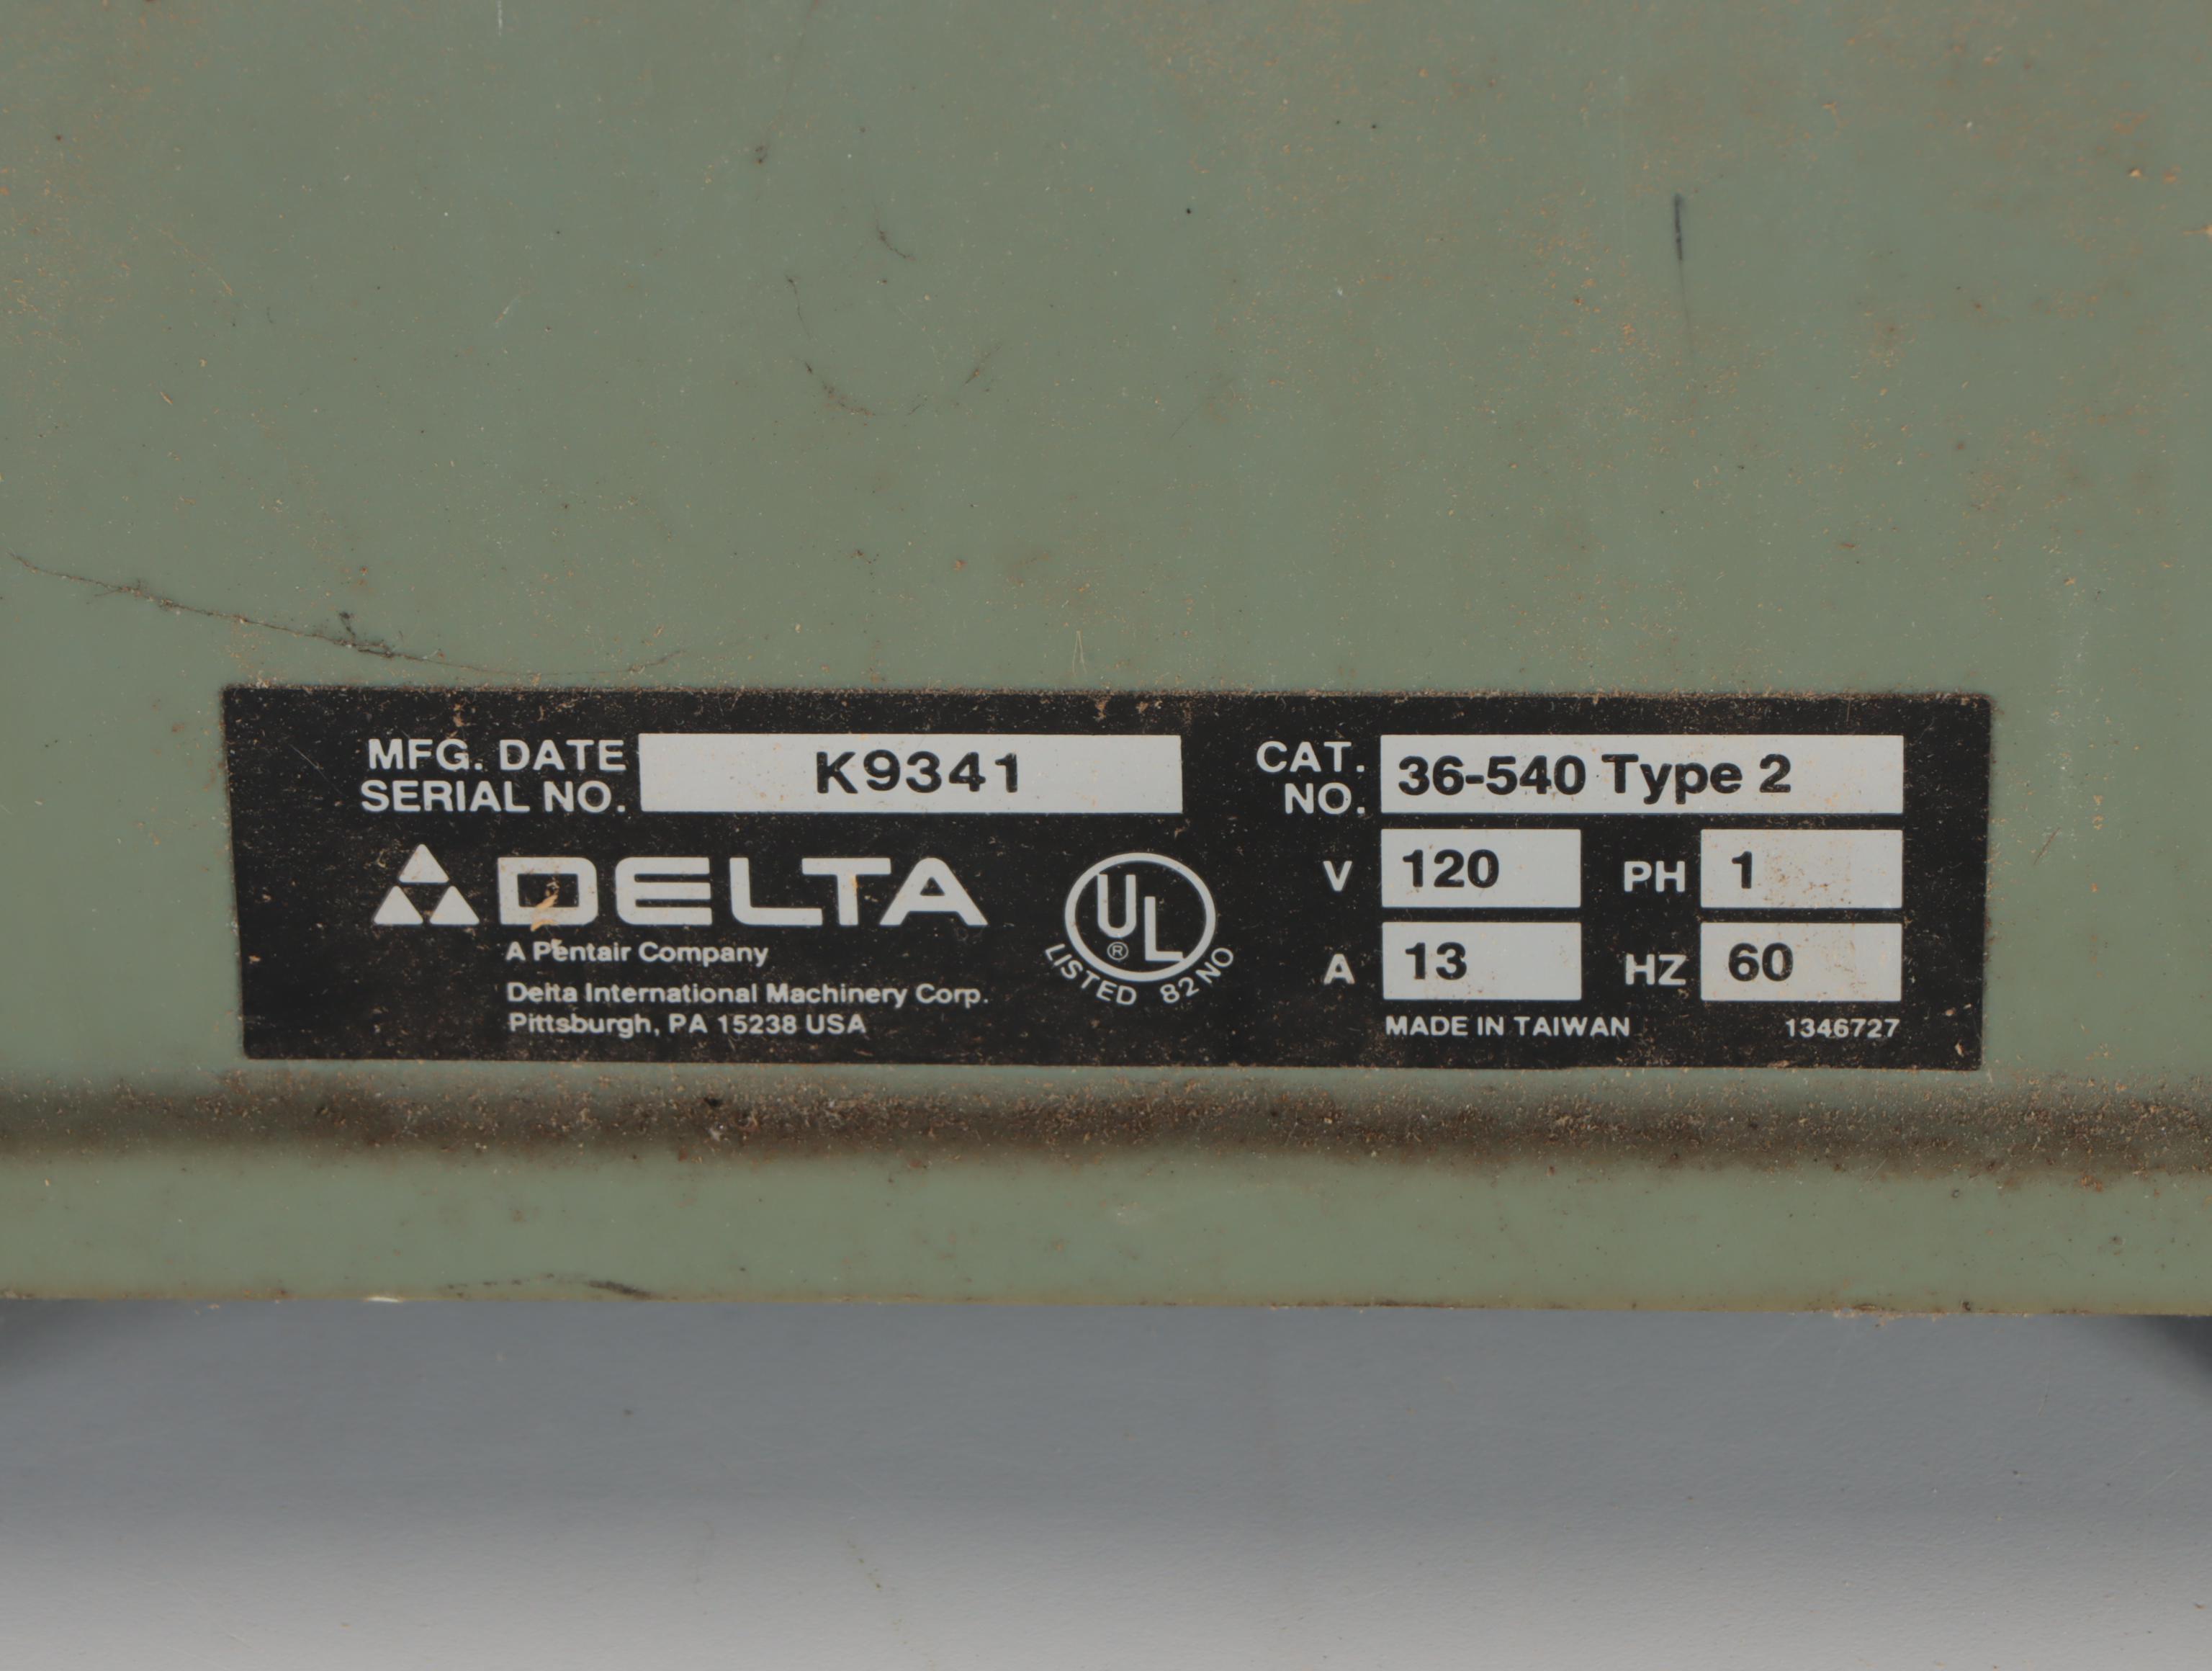 MFG. DATE
SERIAL NO.
K9341
CAT.
NO.
36-540 Type 2
V 120 PH 1
A 13 HZ 60
DELTA
A Pentair Company
Delta International Machinery Corp.
Pittsburgh, PA 15238 USA
UL
®
LISTED 82NO
MADE IN TAIWAN 1346727